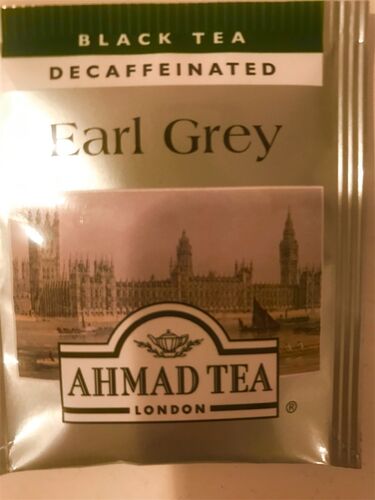 BLACK TEA
DECAFFEINATED
Earl Grey
AHMAD TEA
LONDON
®